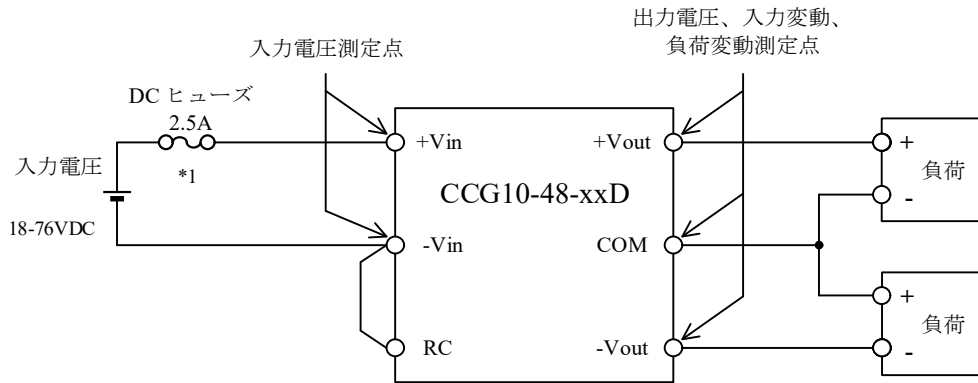 出力電圧、入力変動、
負荷変動測定点
入力電圧測定点
DC ヒューズ
2.5A
*1
入力電圧
18-76VDC
+Vin
-Vin
RC
CCG10-48-xxD
+Vout
COM
-Vout
+
負荷
-
+
負荷
-